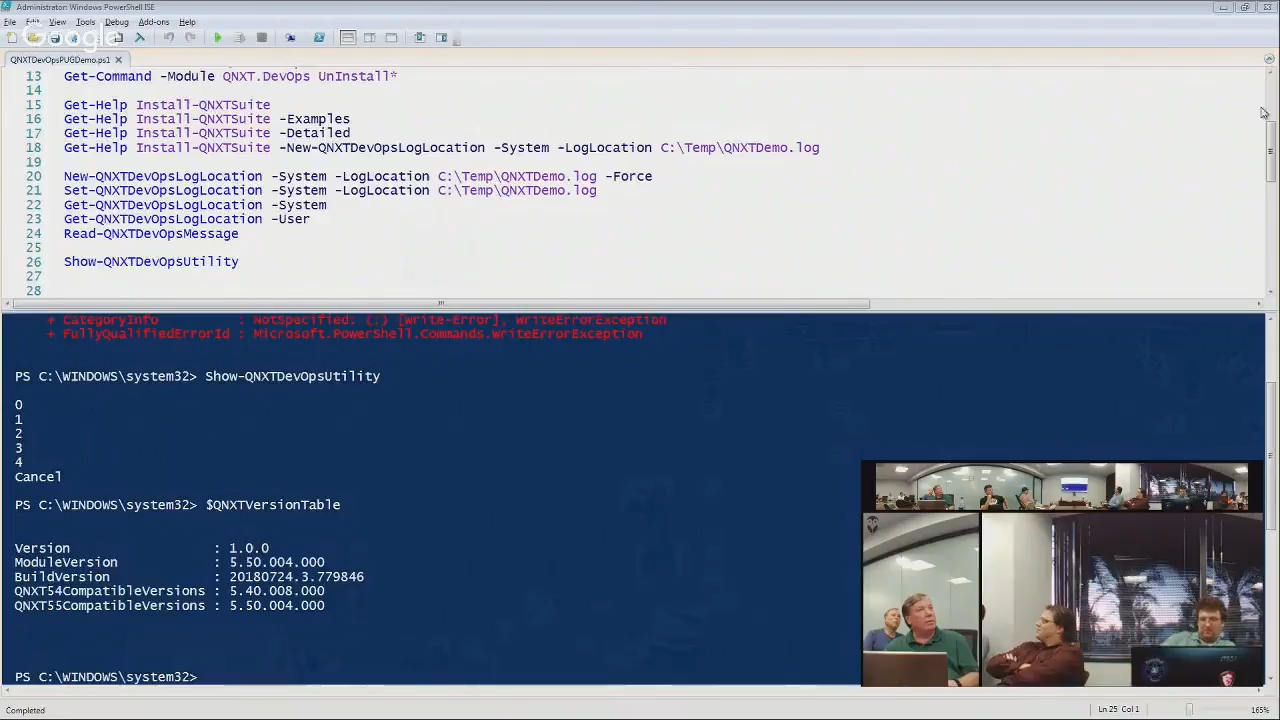 Administrator: Windows PowerShell ISE
File Edit View Tools Debug Add-ons Help
Google
QNXTDevOpsPUGDemo.ps1
13 Get-Command -Module QNXT.DevOps UnInstall*
14
15 Get-Help Install-QNXTSuite
16 Get-Help Install-QNXTSuite -Examples
17 Get-Help Install-QNXTSuite -Detailed
18 Get-Help Install-QNXTSuite -New-QNXTDevOpsLogLocation -System -LogLocation C:\Temp\QNXTDemo.log
19
20 New-QNXTDevOpsLogLocation -System -LogLocation C:\Temp\QNXTDemo.log -Force
21 Set-QNXTDevOpsLogLocation -System -LogLocation C:\Temp\QNXTDemo.log
22 Get-QNXTDevOpsLogLocation -System
23 Get-QNXTDevOpsLogLocation -User
24 Read-QNXTDevOpsMessage
25
26 Show-QNXTDevOpsUtility
27
28
+ CategoryInfo : NotSpecified: (:) [Write-Error], WriteErrorException
+ FullyQualifiedErrorId : Microsoft.PowerShell.Commands.WriteErrorException
PS C:\WINDOWS\system32> Show-QNXTDevOpsUtility
0
1
2
3
4
Cancel
PS C:\WINDOWS\system32> $QNXTVersionTable
Version : 1.0.0
ModuleVersion : 5.50.004.000
BuildVersion : 20180724.3.779846
QNXT54CompatibleVersions : 5.40.008.000
QNXT55CompatibleVersions : 5.50.004.000
PS C:\WINDOWS\system32>
Completed
Ln 25 Col 1
165%